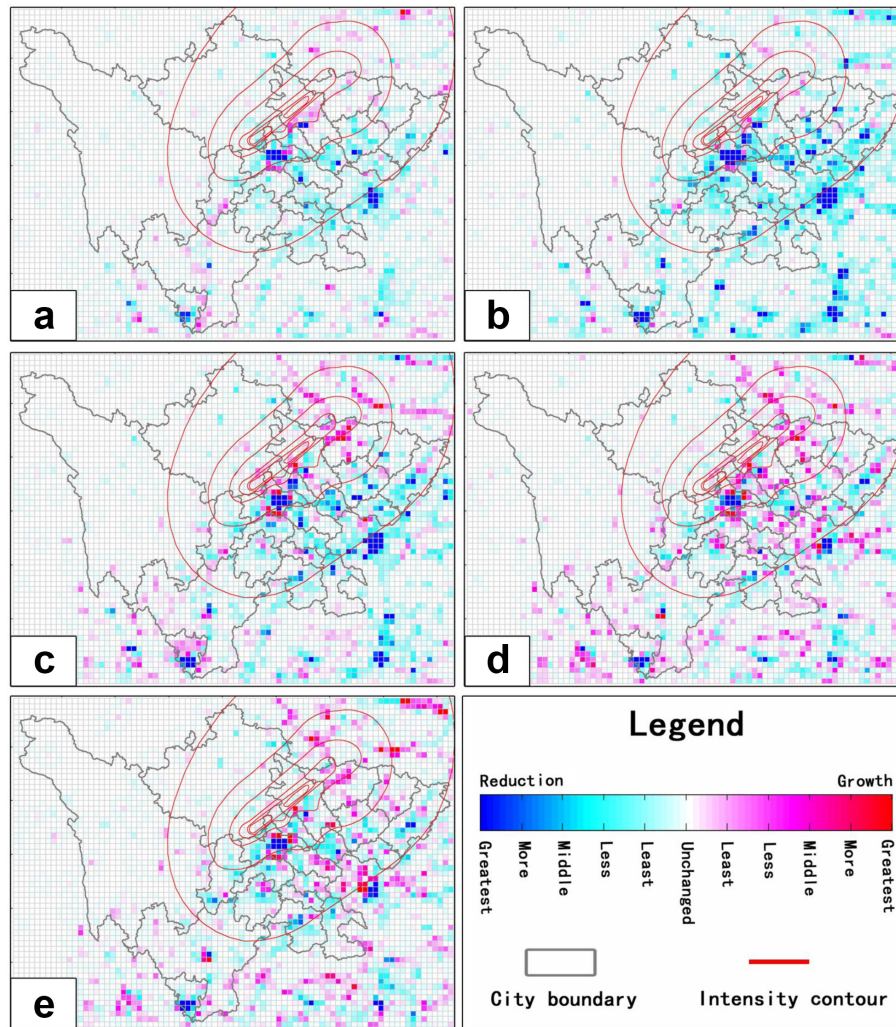 a
b
c
d
e
Legend
Reduction Growth
Greatest More Middle Less Least Unchanged Least Less Middle More Greatest
City boundary Intensity contour